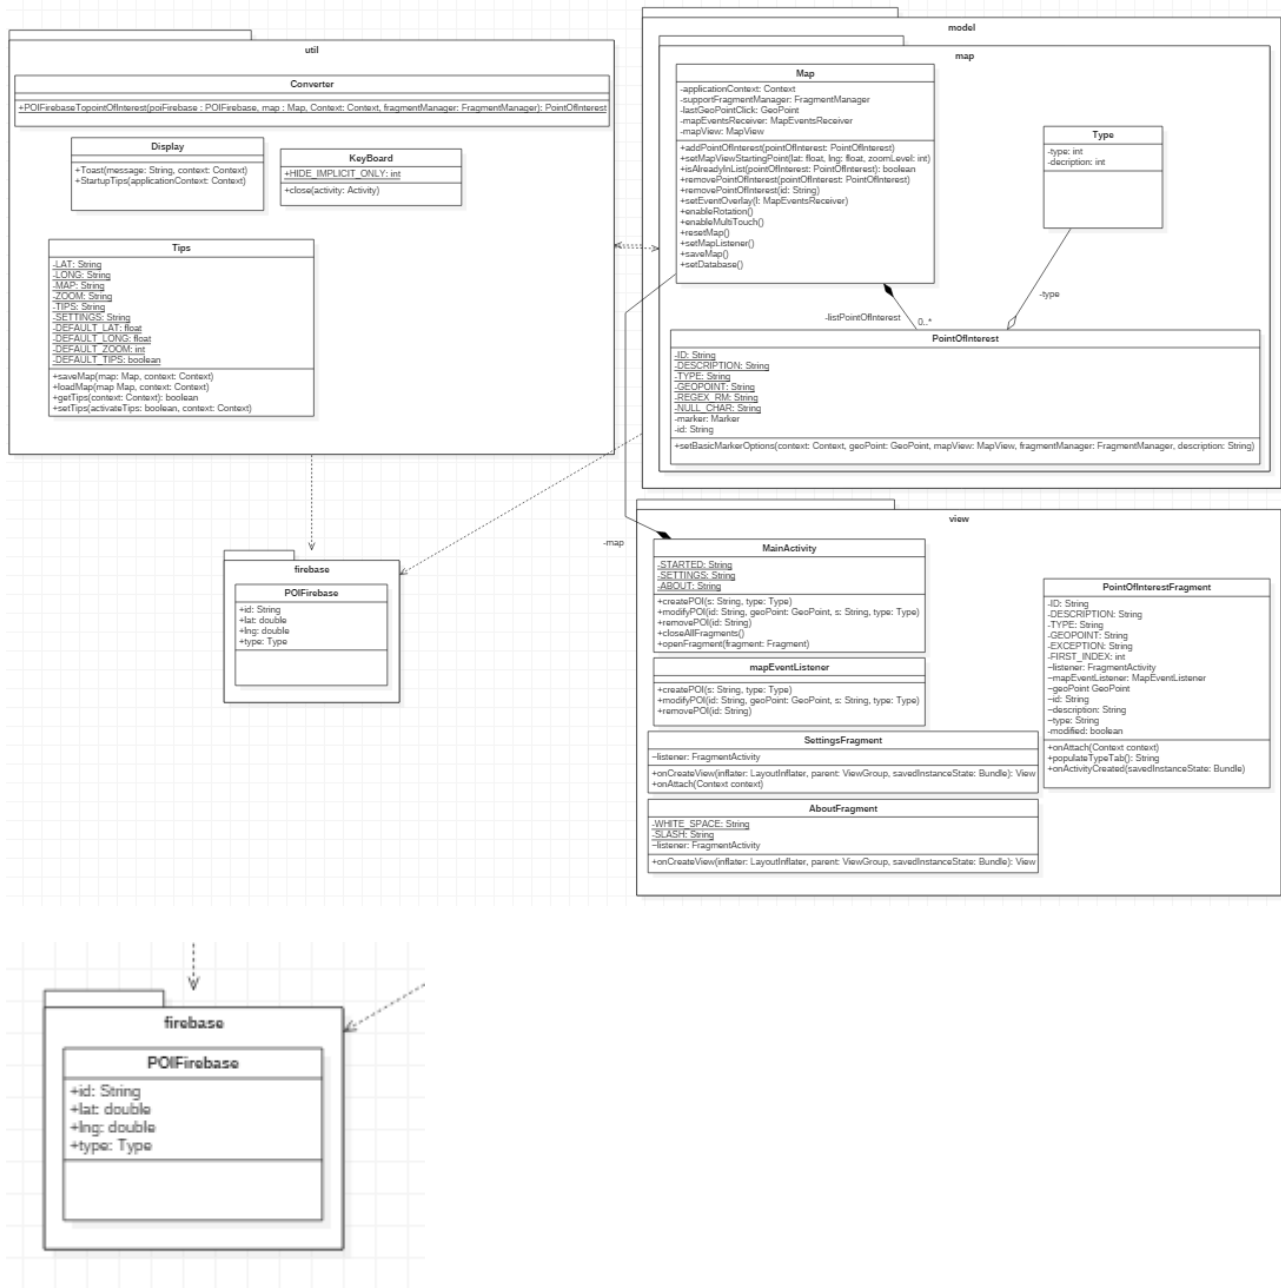 util
Converter
+POIFirebaseTopointOfInterest(poiFirebase : POIFirebase, map : Map, Context: Context, fragmentManager: FragmentManager): PointOfInterest
Display
+Toast(message: String, context: Context)
+StartupTips(applicationContext: Context)
KeyBoard
+HIDE_IMPLICIT_ONLY: int
+close(activity: Activity)
Tips
-LAT: String
-LONG: String
-MAP: String
-ZOOM: String
-TIPS: String
-SETTINGS: String
-DEFAULT_LAT: float
-DEFAULT_LONG: float
-DEFAULT_ZOOM: int
-DEFAULT_TIPS: boolean
+saveMap(map: Map, context: Context)
+loadMap(map Map, context: Context)
+getTips(context: Context): boolean
+setTips(activateTips: boolean, context: Context)
model
map
Map
-applicationContext: Context
-supportFragmentManager: FragmentManager
-lastGeoPointClick: GeoPoint
-mapEventsReceiver: MapEventsReceiver
-mapView: MapView
+addPointOfInterest(pointOfInterest: PointOfInterest)
+setMapViewStartingPoint(lat: float, lng: float, zoomLevel: int)
+isAlreadyInList(pointOfInterest: PointOfInterest): boolean
+removePointOfInterest(pointOfInterest: PointOfInterest)
+removePointOfInterest(id: String)
+setEventOverlay(l: MapEventsReceiver)
+enableRotation()
+enableMultiTouch()
+resetMap()
+setMapListener()
+saveMap()
+setDatabase()
Type
-type: int
-decription: int
-type
-listPointOfInterest
0..*
PointOfInterest
-ID: String
-DESCRIPTION: String
-TYPE: String
-GEOPOINT: String
-REGEX_RM: String
-NULL_CHAR: String
-marker: Marker
-id: String
+setBasicMarkerOptions(context: Context, geoPoint: GeoPoint, mapView: MapView, fragmentManager: FragmentManager, description: String)
firebase
POIFirebase
+id: String
+lat: double
+lng: double
+type: Type
-map
view
MainActivity
-STARTED: String
-SETTINGS: String
-ABOUT: String
+createPOI(s: String, type: Type)
+modifyPOI(id: String, geoPoint: GeoPoint, s: String, type: Type)
+removePOI(id: String)
+closeAllFragments()
+openFragment(fragment: Fragment)
mapEventListener
+createPOI(s: String, type: Type)
+modifyPOI(id: String, geoPoint: GeoPoint, s: String, type: Type)
+removePOI(id: String)
SettingsFragment
~listener: FragmentActivity
+onCreateView(inflater: LayoutInflater, parent: ViewGroup, savedInstanceState: Bundle): View
+onAttach(Context context)
AboutFragment
-WHITE_SPACE: String
-SLASH: String
~listener: FragmentActivity
+onCreateView(inflater: LayoutInflater, parent: ViewGroup, savedInstanceState: Bundle): View
PointOfInterestFragment
-ID: String
-DESCRIPTION: String
-TYPE: String
-GEOPOINT: String
-EXCEPTION: String
-FIRST_INDEX: int
~listener: FragmentActivity
~mapEventListener: MapEventListener
~geoPoint GeoPoint
~id: String
~description: String
~type: String
-modified: boolean
+onAttach(Context context)
+populateTypeTab(): String
+onActivityCreated(savedInstanceState: Bundle)
firebase
POIFirebase
+id: String
+lat: double
+lng: double
+type: Type